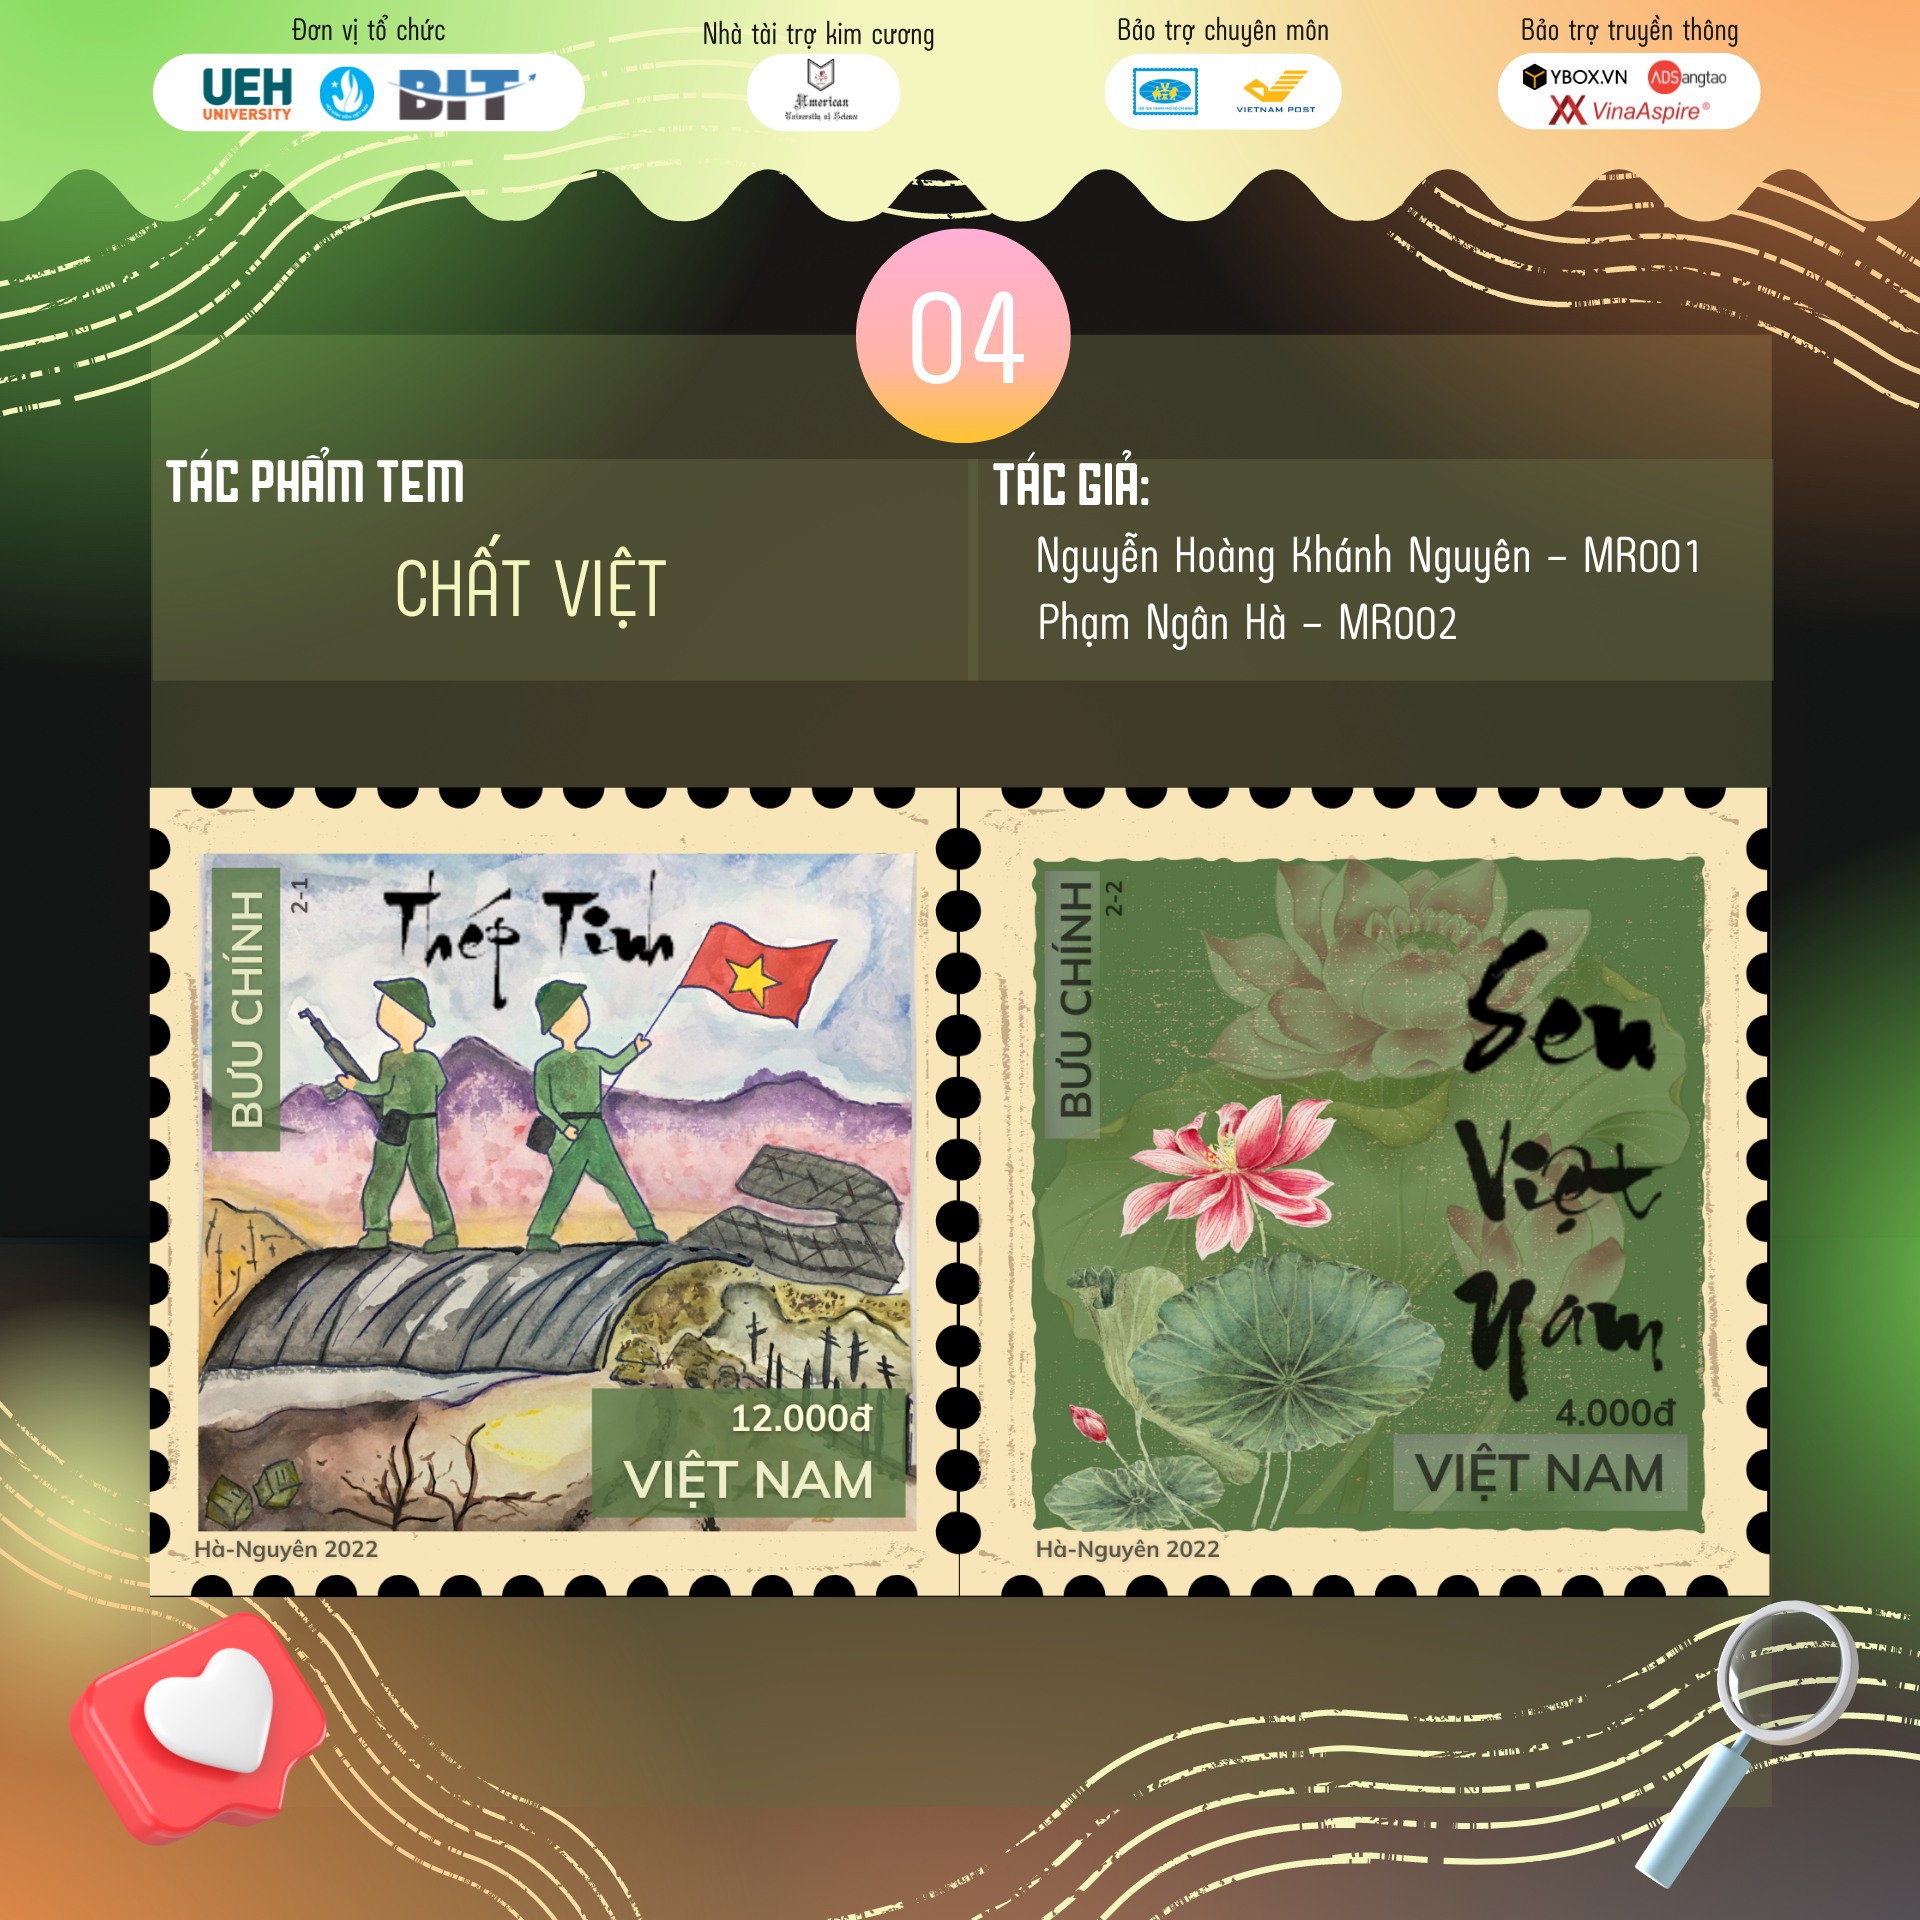 Đơn vị tổ chức
UEH
UNIVERSITY
BIT
Nhà tài trợ kim cương
American
University of Science
Bảo trợ chuyên môn
VIETNAM POST
Bảo trợ truyền thông
YBOX.VN
ADSangtao
VinaAspire®
04
TÁC PHẨM TEM
CHẤT VIỆT
TÁC GIẢ:
Nguyễn Hoàng Khánh Nguyên – MR001
Phạm Ngân Hà – MR002
BƯU CHÍNH
2-1
Thép Tình
12.000đ
VIỆT NAM
Hà-Nguyên 2022
BƯU CHÍNH
2-2
Sen
Việt
Nam
4.000đ
VIỆT NAM
Hà-Nguyên 2022